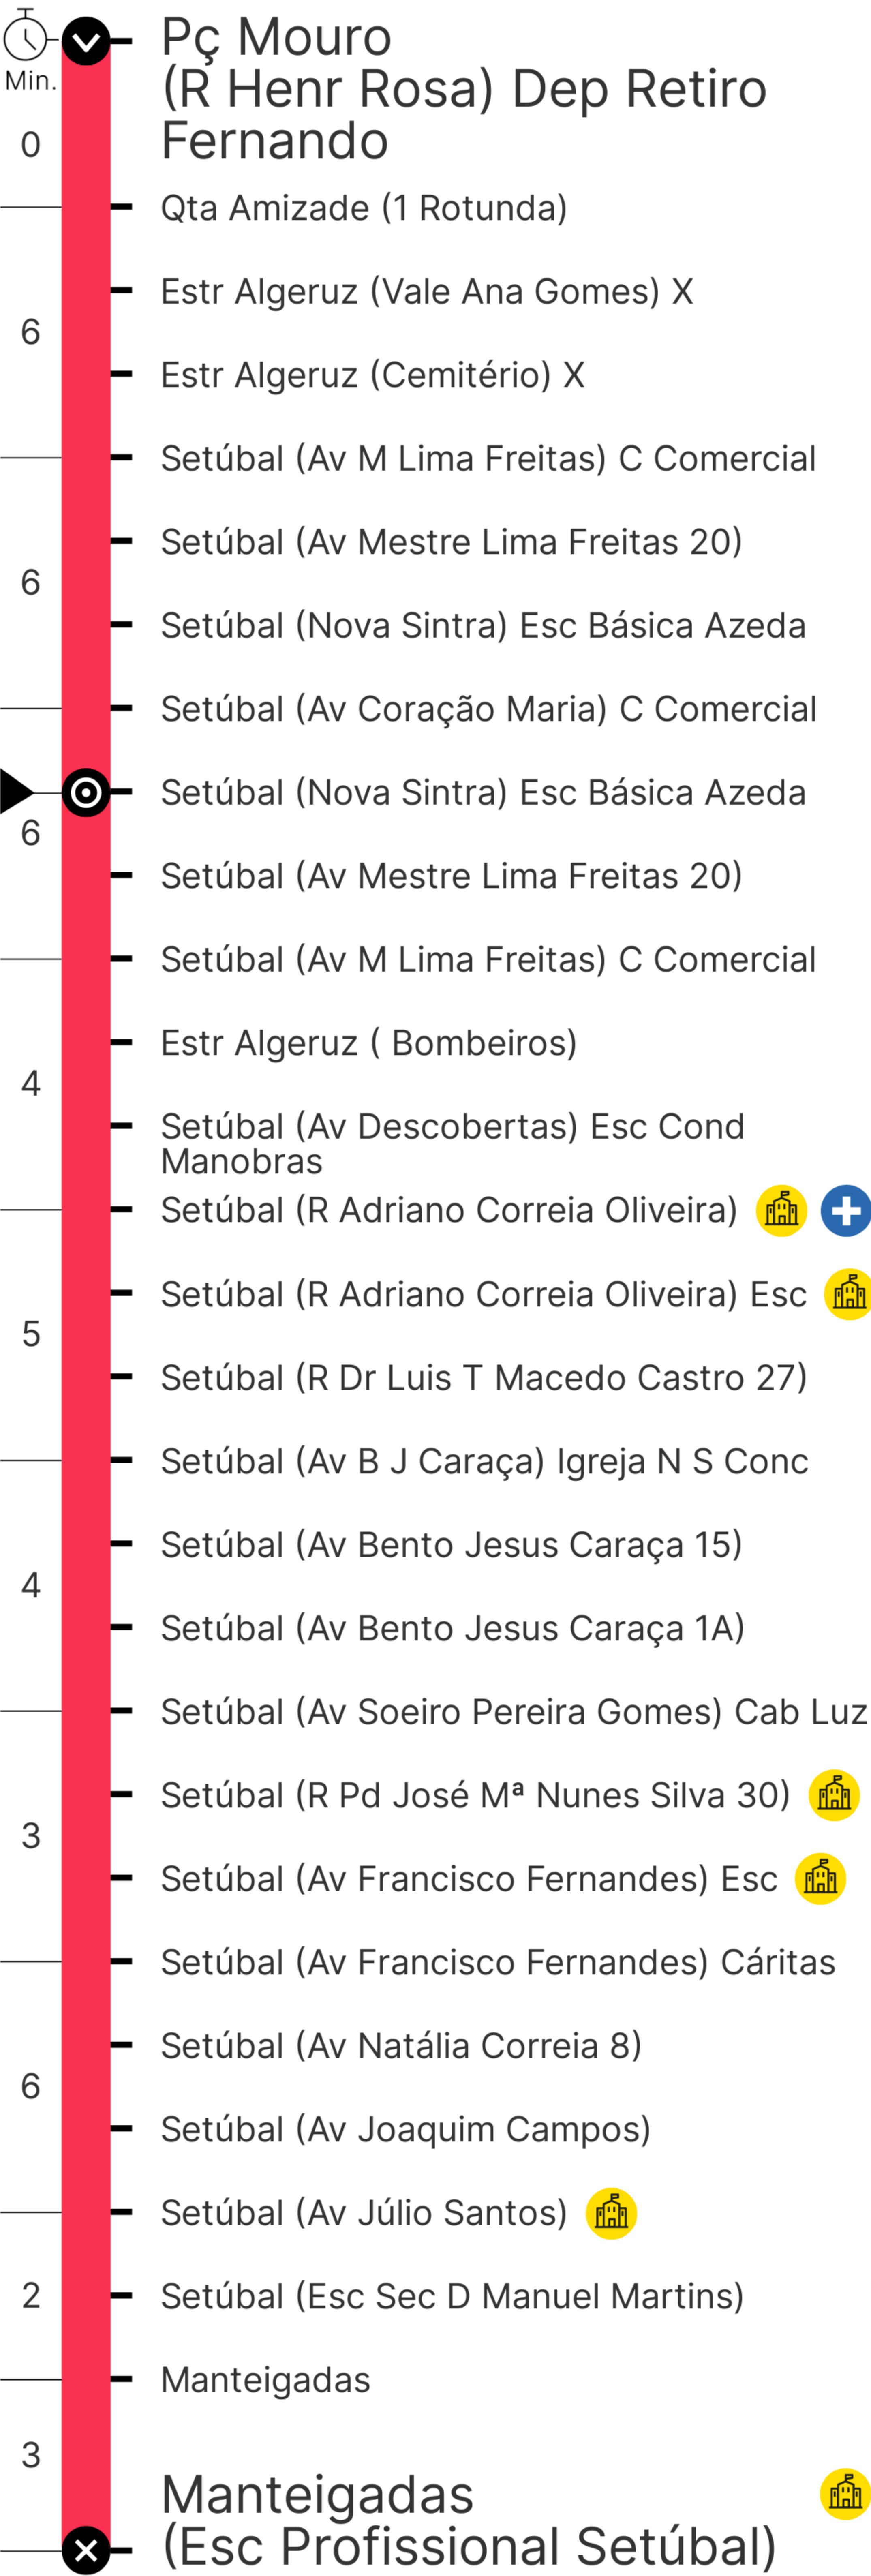 Min.
Pç Mouro
(R Henr Rosa) Dep Retiro
Fernando
0
Qta Amizade (1 Rotunda)
Estr Algeruz (Vale Ana Gomes) X
6
Estr Algeruz (Cemitério) X
Setúbal (Av M Lima Freitas) C Comercial
Setúbal (Av Mestre Lima Freitas 20)
6
Setúbal (Nova Sintra) Esc Básica Azeda
Setúbal (Av Coração Maria) C Comercial
Setúbal (Nova Sintra) Esc Básica Azeda
6
Setúbal (Av Mestre Lima Freitas 20)
Setúbal (Av M Lima Freitas) C Comercial
Estr Algeruz ( Bombeiros)
4
Setúbal (Av Descobertas) Esc Cond
Manobras
Setúbal (R Adriano Correia Oliveira)
Setúbal (R Adriano Correia Oliveira) Esc
5
Setúbal (R Dr Luis T Macedo Castro 27)
Setúbal (Av B J Caraça) Igreja N S Conc
Setúbal (Av Bento Jesus Caraça 15)
4
Setúbal (Av Bento Jesus Caraça 1A)
Setúbal (Av Soeiro Pereira Gomes) Cab Luz
Setúbal (R Pd José Mª Nunes Silva 30)
3
Setúbal (Av Francisco Fernandes) Esc
Setúbal (Av Francisco Fernandes) Cáritas
Setúbal (Av Natália Correia 8)
6
Setúbal (Av Joaquim Campos)
Setúbal (Av Júlio Santos)
2
Setúbal (Esc Sec D Manuel Martins)
Manteigadas
3
Manteigadas
(Esc Profissional Setúbal)